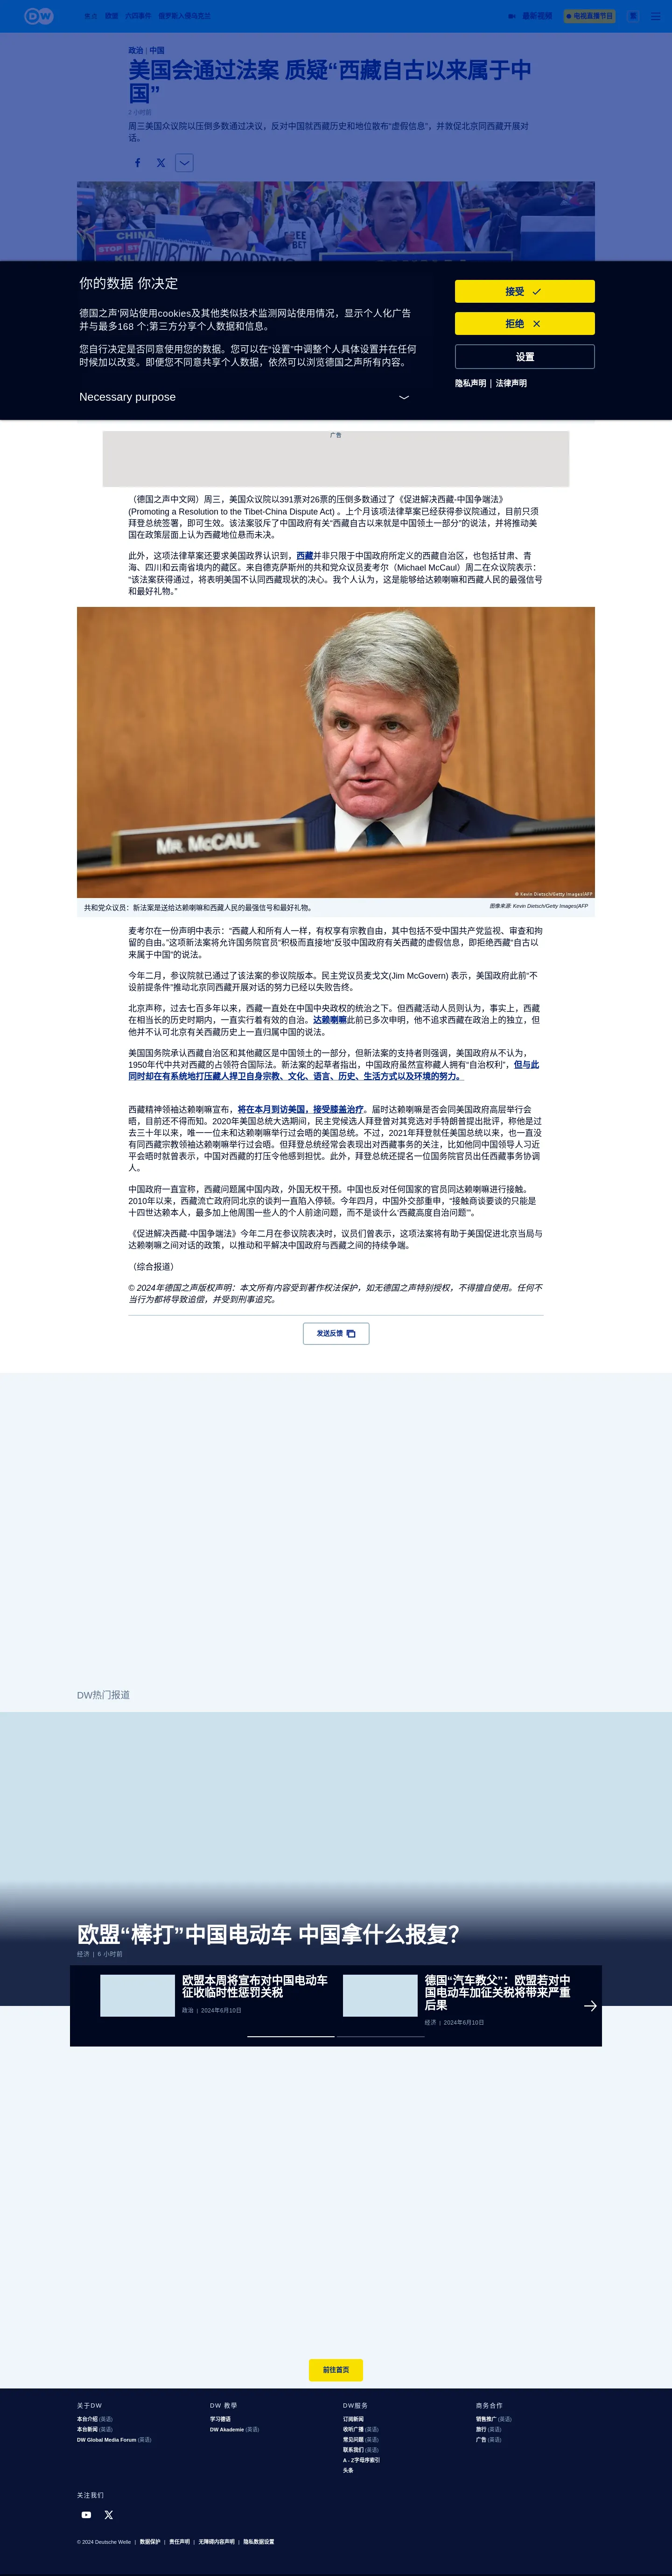 DW
焦点 德国 六四事件 俄罗斯入侵乌克兰
最新视频
电视直播节目
政治 | 中国
美国会通过法案 质疑“西藏自古以来属于中
国”
2 小时前
周三美国众议院以压倒多数通过决议，反对中国就西藏历史和地位散布“虚假信息”，并敦促北京同西藏开展对
话。
CHINA
STOP
KILL
你的数据 你决定
德国之声‘网站使用cookies及其他类似技术监测网站使用情况，显示个人化广告
并与最多168 个;第三方分享个人数据和信息。
您自行决定是否同意使用您的数据。您可以在“设置”中调整个人具体设置并在任何
时候加以改变。即便您不同意共享个人数据，依然可以浏览德国之声所有内容。
Necessary purpose
接受
拒绝
设置
隐私声明 | 法律声明
广告
（德国之声中文网）周三，美国众议院以391票对26票的压倒多数通过了《促进解决西藏-中国争端法》
(Promoting a Resolution to the Tibet-China Dispute Act) 。上个月该项法律草案已经获得参议院通过，目前只须
拜登总统签署，即可生效。该法案驳斥了中国政府有关“西藏自古以来就是中国领土一部分”的说法，并将推动美
国在政策层面上认为西藏地位悬而未决。
此外，这项法律草案还要求美国政界认识到，西藏并非只限于中国政府所定义的西藏自治区，也包括甘肃、青
海、四川和云南省境内的藏区。来自德克萨斯州的共和党众议员麦考尔（Michael McCaul）周二在众议院表示：
“该法案获得通过，将表明美国不认同西藏现状的决心。我个人认为，这是能够给达赖喇嘛和西藏人民的最强信号
和最好礼物。”
MR. McCAUL
© Kevin Dietsch/Getty Images/AFP
共和党众议员：新法案是送给达赖喇嘛和西藏人民的最强信号和最好礼物。
图像来源: Kevin Dietsch/Getty Images/AFP
麦考尔在一份声明中表示：“西藏人和所有人一样，有权享有宗教自由，其中包括不受中国共产党监视、审查和拘
留的自由。”这项新法案将允许国务院官员“积极而直接地”反驳中国政府有关西藏的虚假信息，即拒绝西藏“自古以
来属于中国”的说法。
今年二月，参议院就已通过了该法案的参议院版本。民主党议员麦戈文(Jim McGovern) 表示，美国政府此前“不
设前提条件”推动北京同西藏开展对话的努力已经以失败告终。
北京声称，过去七百多年以来，西藏一直处在中国中央政权的统治之下。但西藏活动人员则认为，事实上，西藏
在相当长的历史时期内，一直实行着有效的自治。达赖喇嘛此前已多次申明，他不追求西藏在政治上的独立，但
他并不认可北京有关西藏历史上一直归属中国的说法。
美国国务院承认西藏自治区和其他藏区是中国领土的一部分，但新法案的支持者则强调，美国政府从不认为，
1950年代中共对西藏的占领符合国际法。新法案的起草者指出，中国政府虽然宣称藏人拥有“自治权利”，但与此
同时却在有系统地打压藏人捍卫自身宗教、文化、语言、历史、生活方式以及环境的努力。
西藏精神领袖达赖喇嘛宣布，将在本月到访美国，接受膝盖治疗。届时达赖喇嘛是否会同美国政府高层举行会
晤，目前还不得而知。2020年美国总统大选期间，民主党候选人拜登曾对其竞选对手特朗普提出批评，称他是过
去三十年以来，唯一一位未和达赖喇嘛举行过会晤的美国总统。不过，2021年拜登就任美国总统以来，也一直没
有同西藏宗教领袖达赖喇嘛举行过会晤。但拜登总统经常会表现出对西藏事务的关注，比如他同中国领导人习近
平会晤时就曾表示，中国对西藏的打压令他感到担忧。此外，拜登总统还提名一位国务院官员出任西藏事务协调
人。
中国政府一直宣称，西藏问题属中国内政，外国无权干预。中国也反对任何国家的官员同达赖喇嘛进行接触。
2010年以来，西藏流亡政府同北京的谈判一直陷入停顿。今年四月，中国外交部重申，“接触商谈要谈的只能是
十四世达赖本人，最多加上他周围一些人的个人前途问题，而不是谈什么‘西藏高度自治问题’”。
《促进解决西藏-中国争端法》今年二月在参议院表决时，议员们曾表示，这项法案将有助于美国促进北京当局与
达赖喇嘛之间对话的政策，以推动和平解决中国政府与西藏之间的持续争端。
（综合报道）
© 2024年德国之声版权声明：本文所有内容受到著作权法保护，如无德国之声特别授权，不得擅自使用。任何不
当行为都将导致追偿，并受到刑事追究。
发送反馈
DW热门报道
欧盟“棒打”中国电动车 中国拿什么报复？
经济 | 6 小时前
欧盟本周将宣布对中国电动车
征收临时性惩罚关税
政治 | 2024年6月10日
德国“汽车教父”：欧盟若对中
国电动车加征关税将带来严重
后果
经济 | 2024年6月10日
前往首页
关于DW
本台介绍 (英语)
本台新闻 (英语)
DW Global Media Forum (英语)
DW 教學
学习德语
DW Akademie (英语)
DW服务
订阅新闻
收听广播 (英语)
常见问题 (英语)
联系我们 (英语)
A - Z字母序索引
头条
商务合作
销售推广 (英语)
旅行 (英语)
广告 (英语)
关注我们
© 2024 Deutsche Welle | 数据保护 | 责任声明 | 无障碍内容声明 | 隐私数据设置